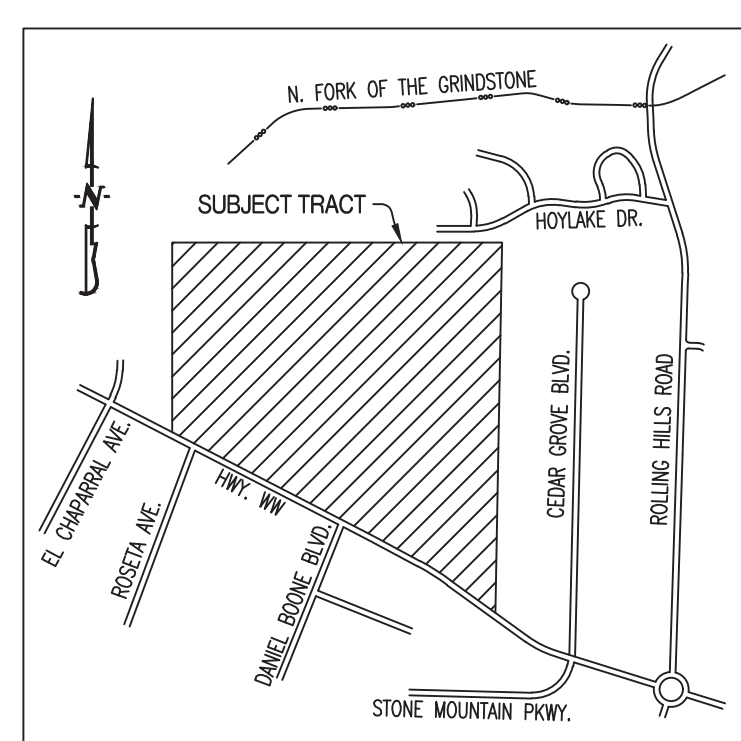 N. FORK OF THE GRINDSTONE
N
SUBJECT TRACT
HOYLAKE DR.
CEDAR GROVE BLVD.
ROLLING HILLS ROAD
EL CHAPARRAL AVE.
HWY. WW
ROSETA AVE.
DANIEL BOONE BLVD.
STONE MOUNTAIN PKWY.